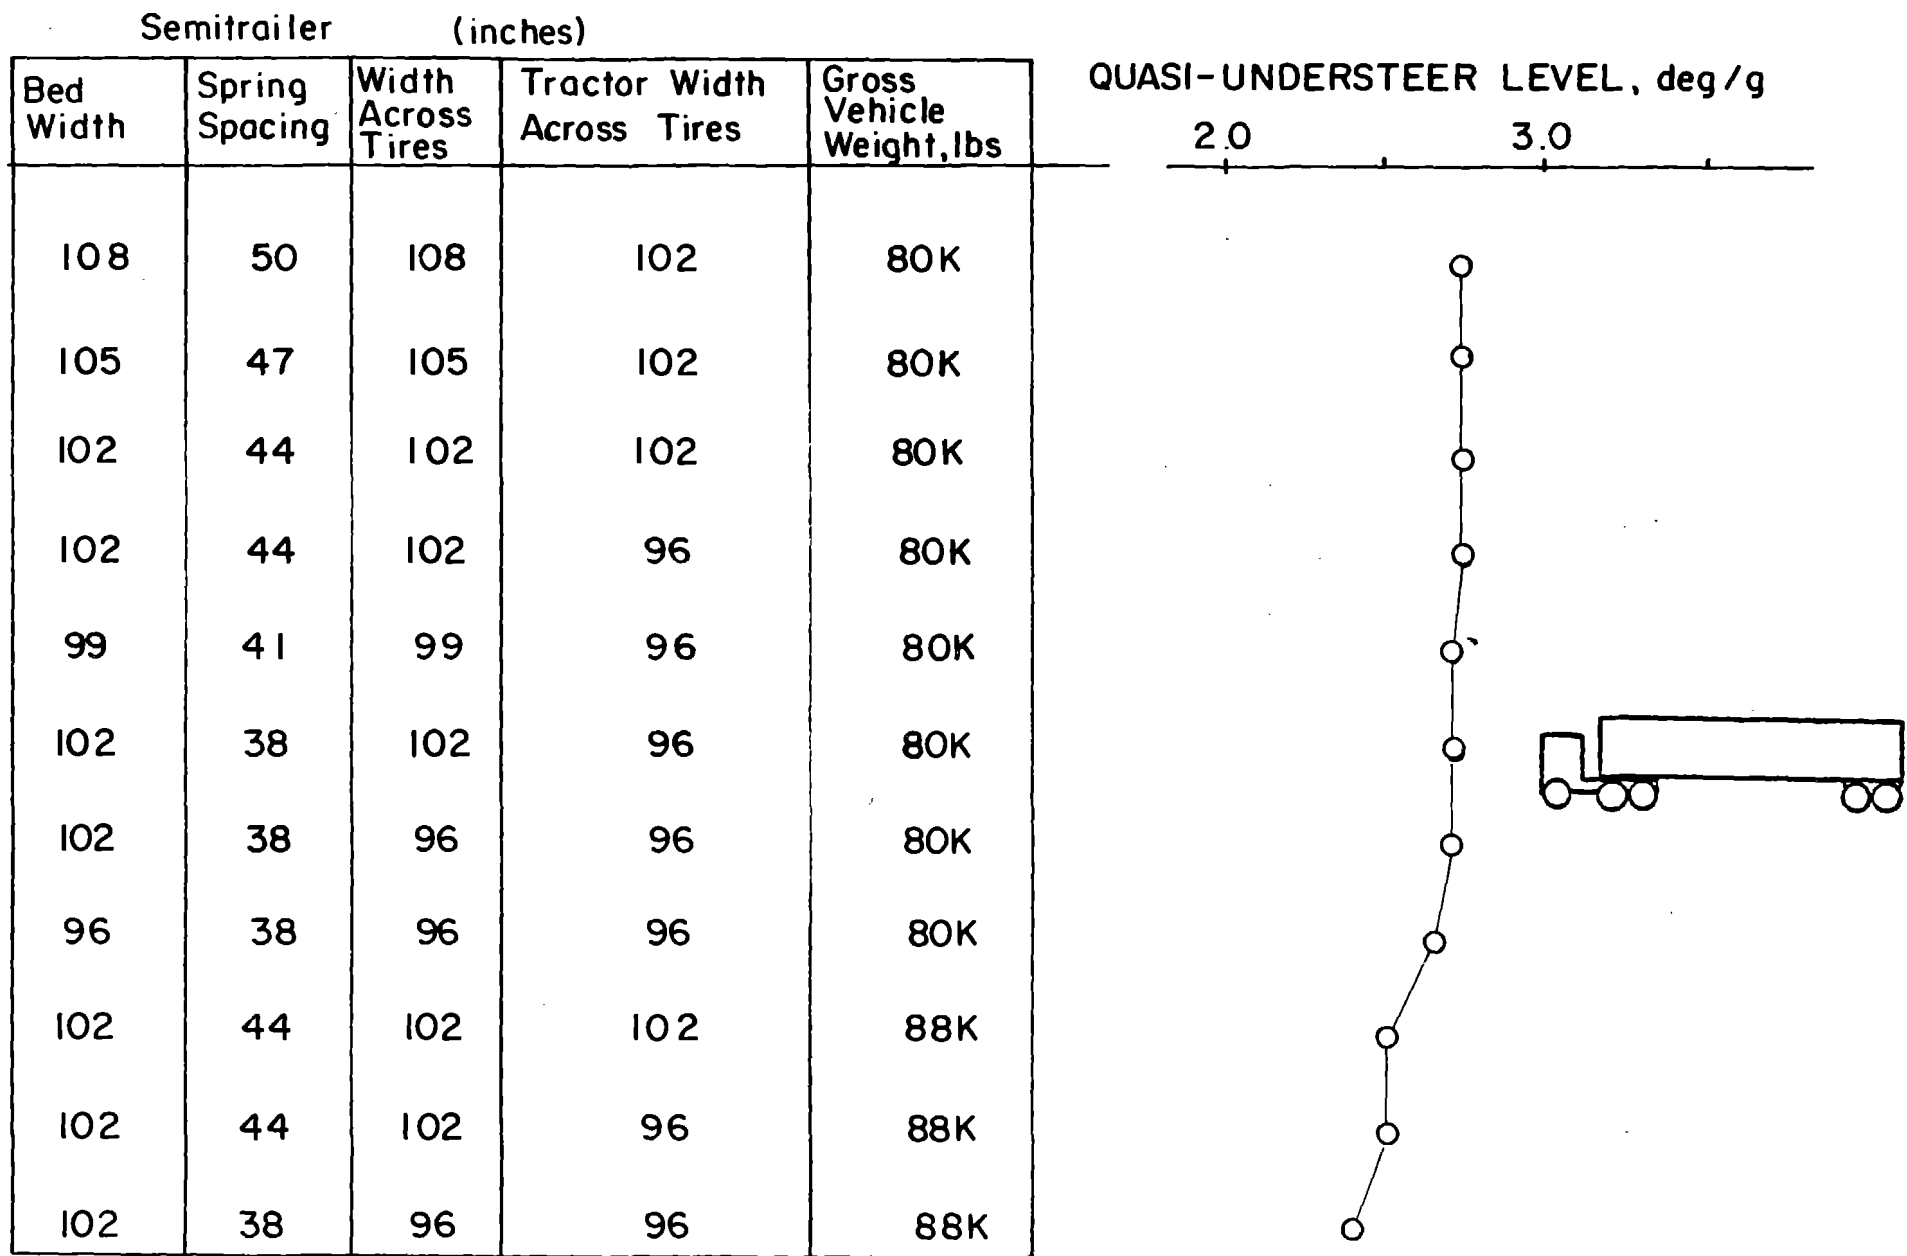 Semitrailer (inches)
Bed Width
Spring Spacing
Width Across Tires
Tractor Width Across Tires
Gross Vehicle Weight, lbs
QUASI-UNDERSTEER LEVEL, deg/g
2.0 3.0
108 50 108 102 80K
105 47 105 102 80K
102 44 102 102 80K
102 44 102 96 80K
99 41 99 96 80K
102 38 102 96 80K
102 38 96 96 80K
96 38 96 96 80K
102 44 102 102 88K
102 44 102 96 88K
102 38 96 96 88K